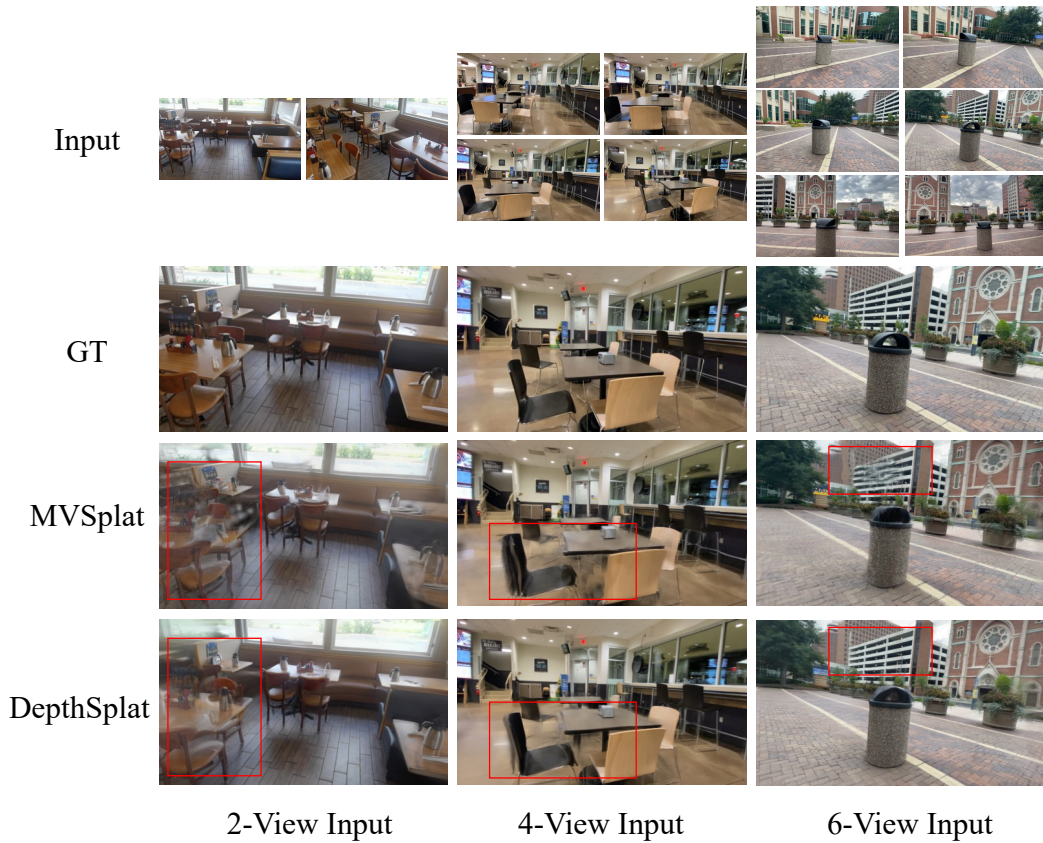 Input
GT
MVSplat
DepthSplat
2-View Input
4-View Input
6-View Input